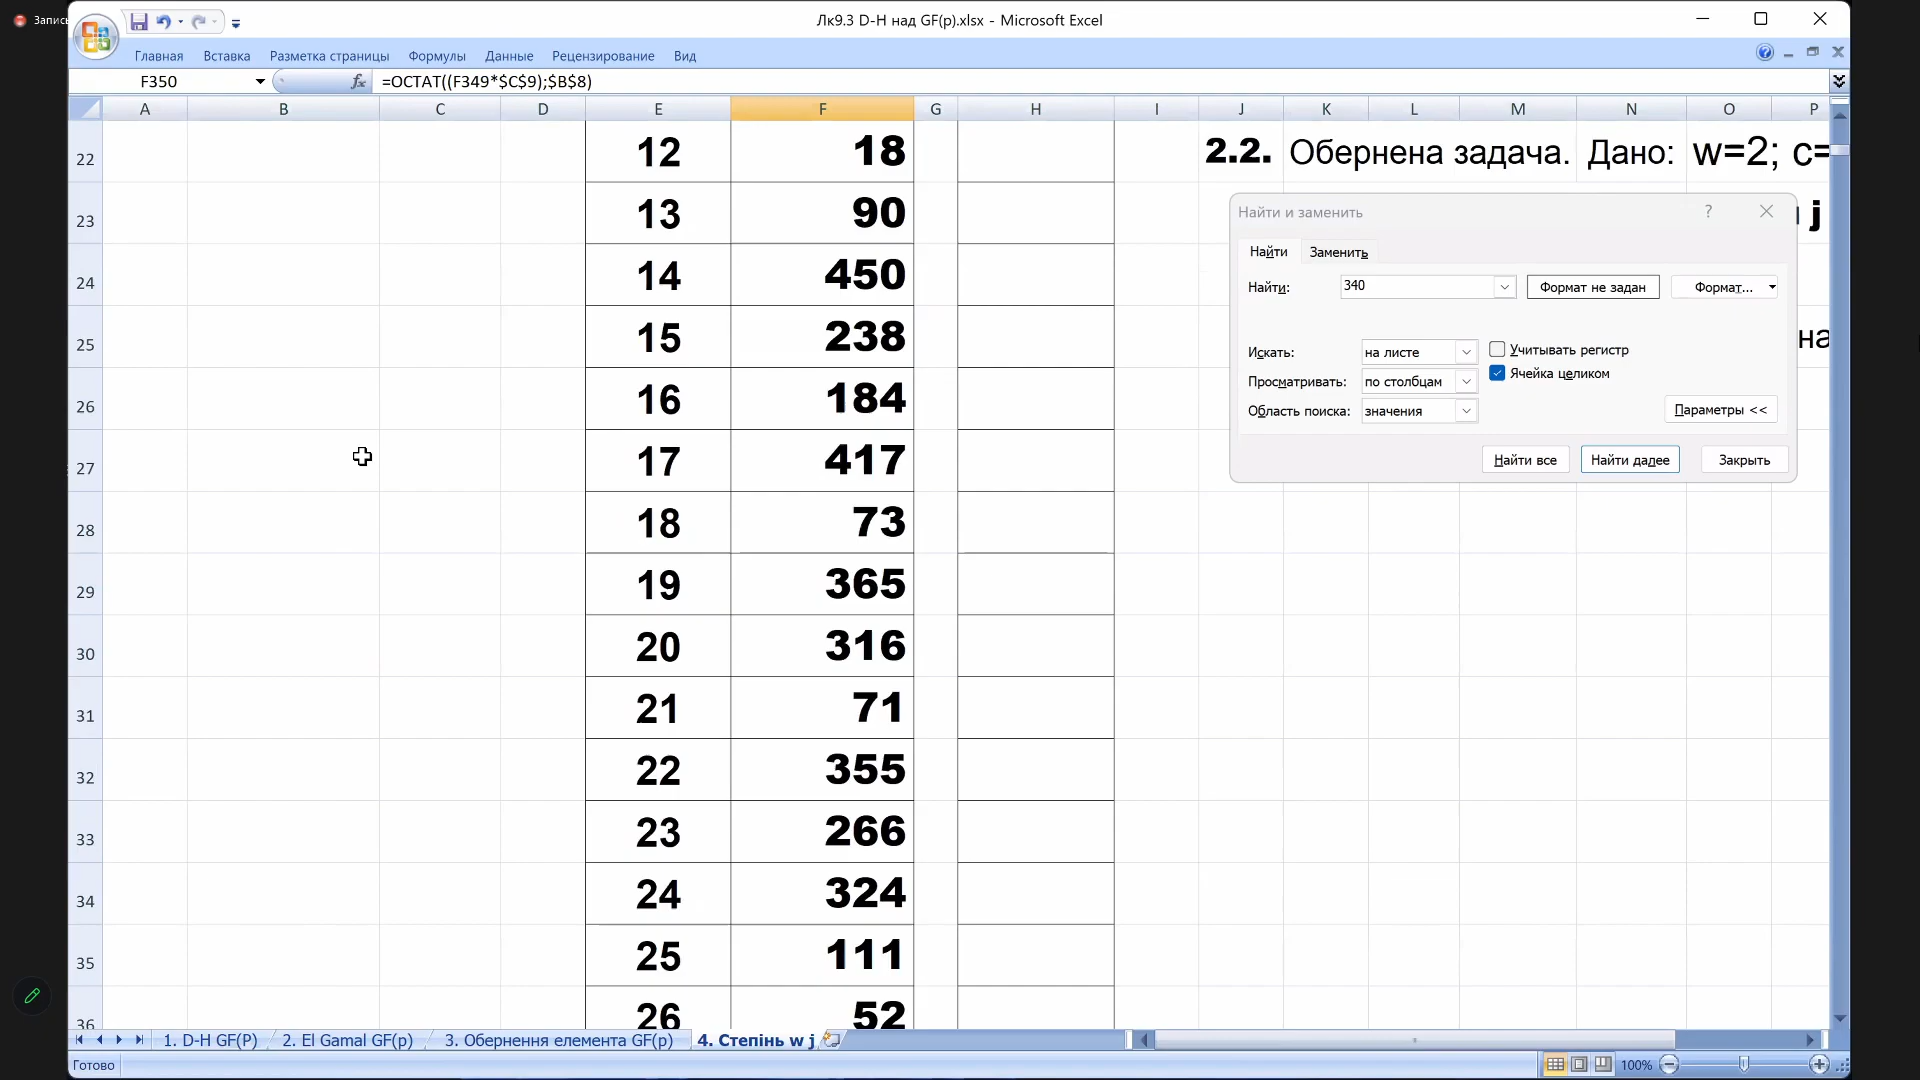 Запись
Лк9.3 D-H над GF(p).xlsx - Microsoft Excel
Главная Вставка Разметка страницы Формулы Данные Рецензирование Вид
F350 fx =ОСТАТ((F349*$C$9);$B$8)
A B C D E F G H I J K L M N O P
22 12 18 2.2. Обернена задача. Дано: w=2; c=
23 13 90 j
24 14 450
25 15 238 на
26 16 184
27 17 417
28 18 73
29 19 365
30 20 316
31 21 71
32 22 355
33 23 266
34 24 324
35 25 111
36 26 52
Найти и заменить ?
Найти Заменить
Найти: 340 Формат не задан Формат...
Искать: на листе Учитывать регистр
Просматривать: по столбцам Ячейка целиком
Область поиска: значения Параметры <<
Найти все Найти далее Закрыть
1. D-H GF(P) 2. El Gamal GF(p) 3. Обернення елемента GF(p) 4. Степінь w j
Готово 100%